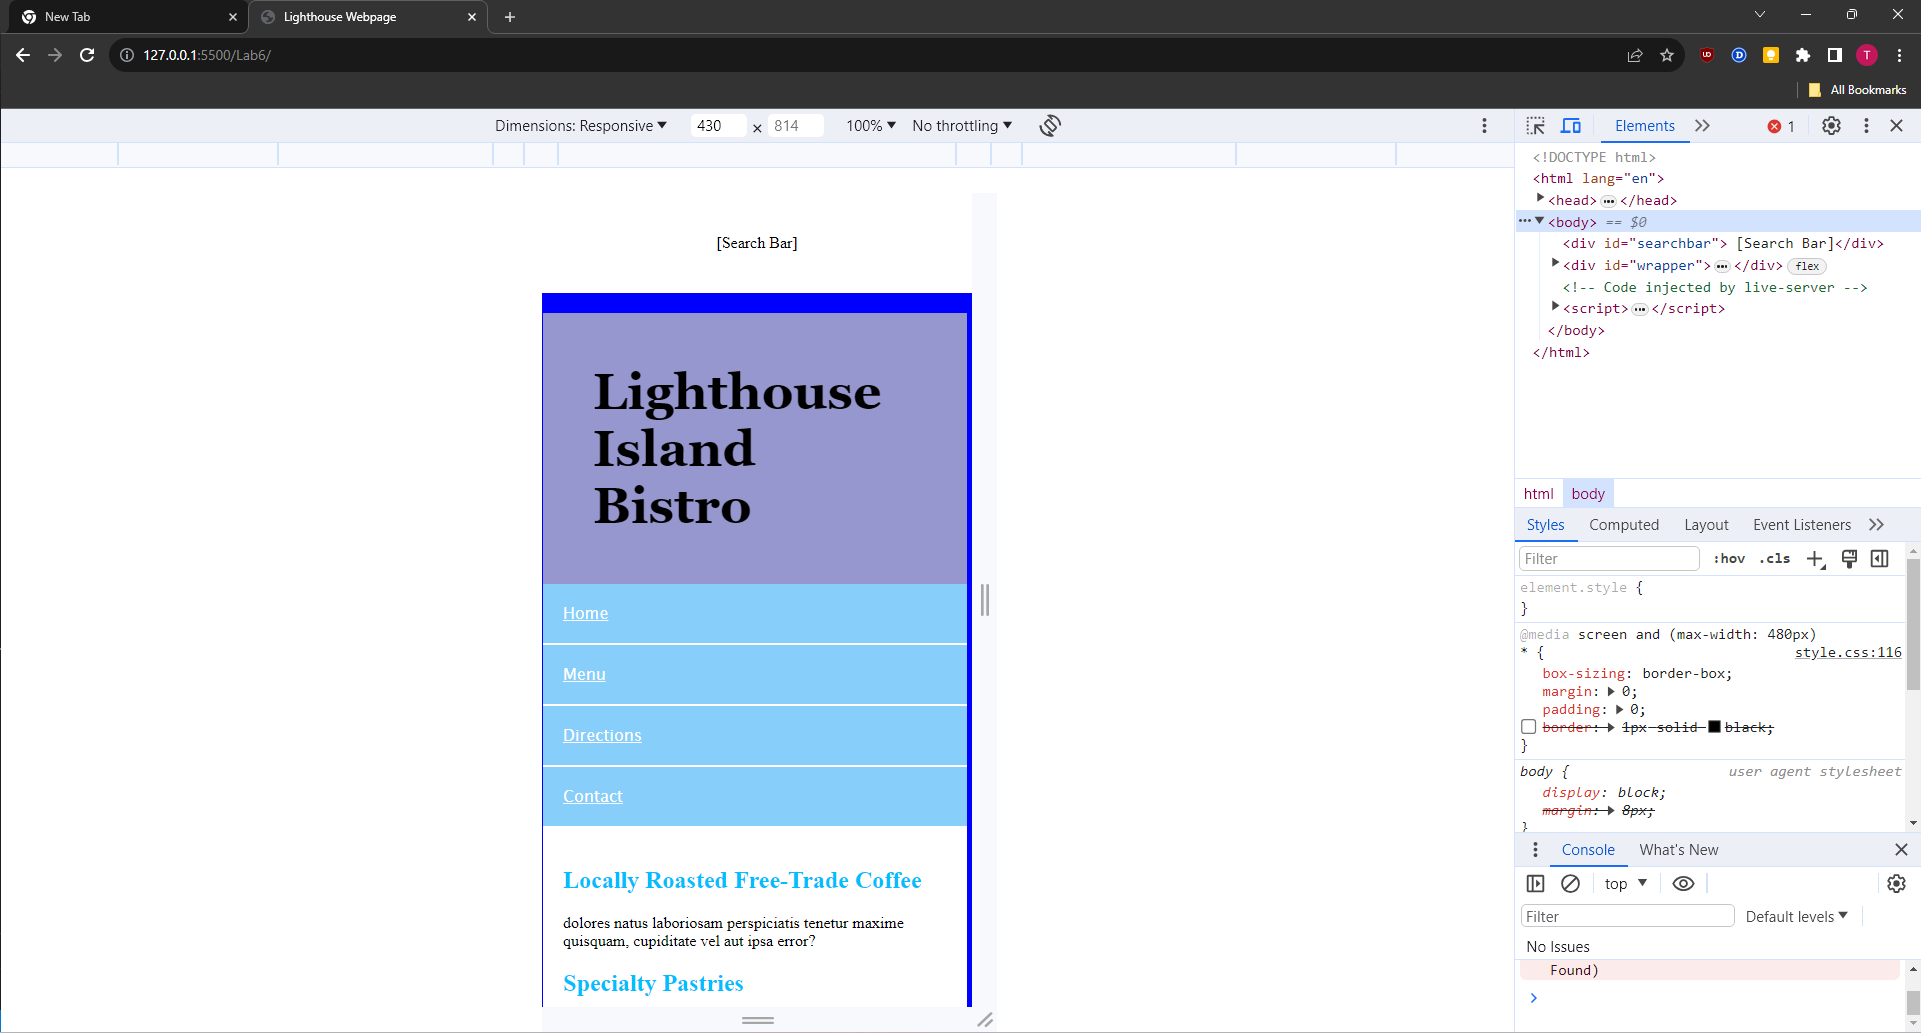 New Tab
Lighthouse Webpage
127.0.0.1:5500/Lab6/
T
All Bookmarks
Dimensions: Responsive 430 × 814 100% No throttling
[Search Bar]
Lighthouse
Island
Bistro
Home
Menu
Directions
Contact
Locally Roasted Free-Trade Coffee
dolores natus laboriosam perspiciatis tenetur maxime
quisquam, cupiditate vel aut ipsa error?
Specialty Pastries
Elements 1
<!DOCTYPE html>
<html lang="en">
<head>…</head>
<body> == $0
<div id="searchbar"> [Search Bar]</div>
<div id="wrapper">…</div> flex
<!-- Code injected by live-server -->
<script>…</script>
</body>
</html>
html body
Styles Computed Layout Event Listeners
Filter :hov .cls
element.style {
}
@media screen and (max-width: 480px)
* { style.css:116
box-sizing: border-box;
margin: 0;
padding: 0;
border: 1px solid black;
}
body { user agent stylesheet
display: block;
margin: 8px;
}
Console What's New
top
Filter Default levels
No Issues
Found)